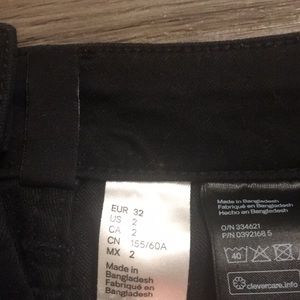 EUR 32
US 2
CA 2
CN 155/60A
MX 2
Made in
Bangladesh
Fabriqué en
Bangladesh
Made in Bangladesh
Fabriqué en Bangladesh
Hecho en Bangladesh
O/N 334621
P/N 0392168 5
40
clevercare.info